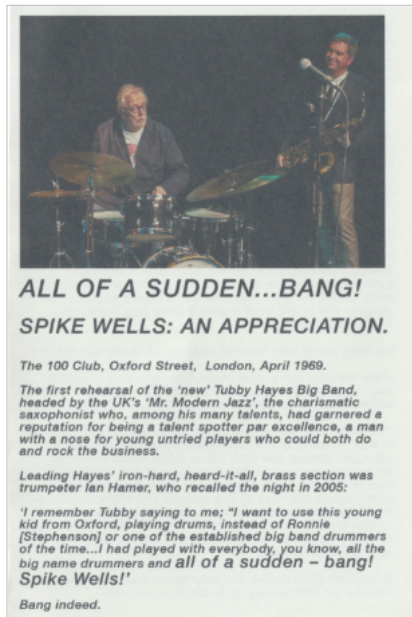 ALL OF A SUDDEN...BANG!
SPIKE WELLS: AN APPRECIATION.
The 100 Club, Oxford Street, London, April 1969.
The first rehearsal of the 'new' Tubby Hayes Big Band,
headed by the UK's 'Mr. Modern Jazz', the charismatic
saxophonist who, among his many talents, had garnered a
reputation for being a talent spotter par excellence, a man
with a nose for young untried players who could both do
and rock the business.
Leading Hayes' iron-hard, heard-it-all, brass section was
trumpeter Ian Hamer, who recalled the night in 2005:
'I remember Tubby saying to me; "I want to use this young
kid from Oxford, playing drums, instead of Ronnie
[Stephenson] or one of the established big band drummers
of the time...I had played with everybody, you know, all the
big name drummers and all of a sudden – bang!
Spike Wells!'
Bang indeed.